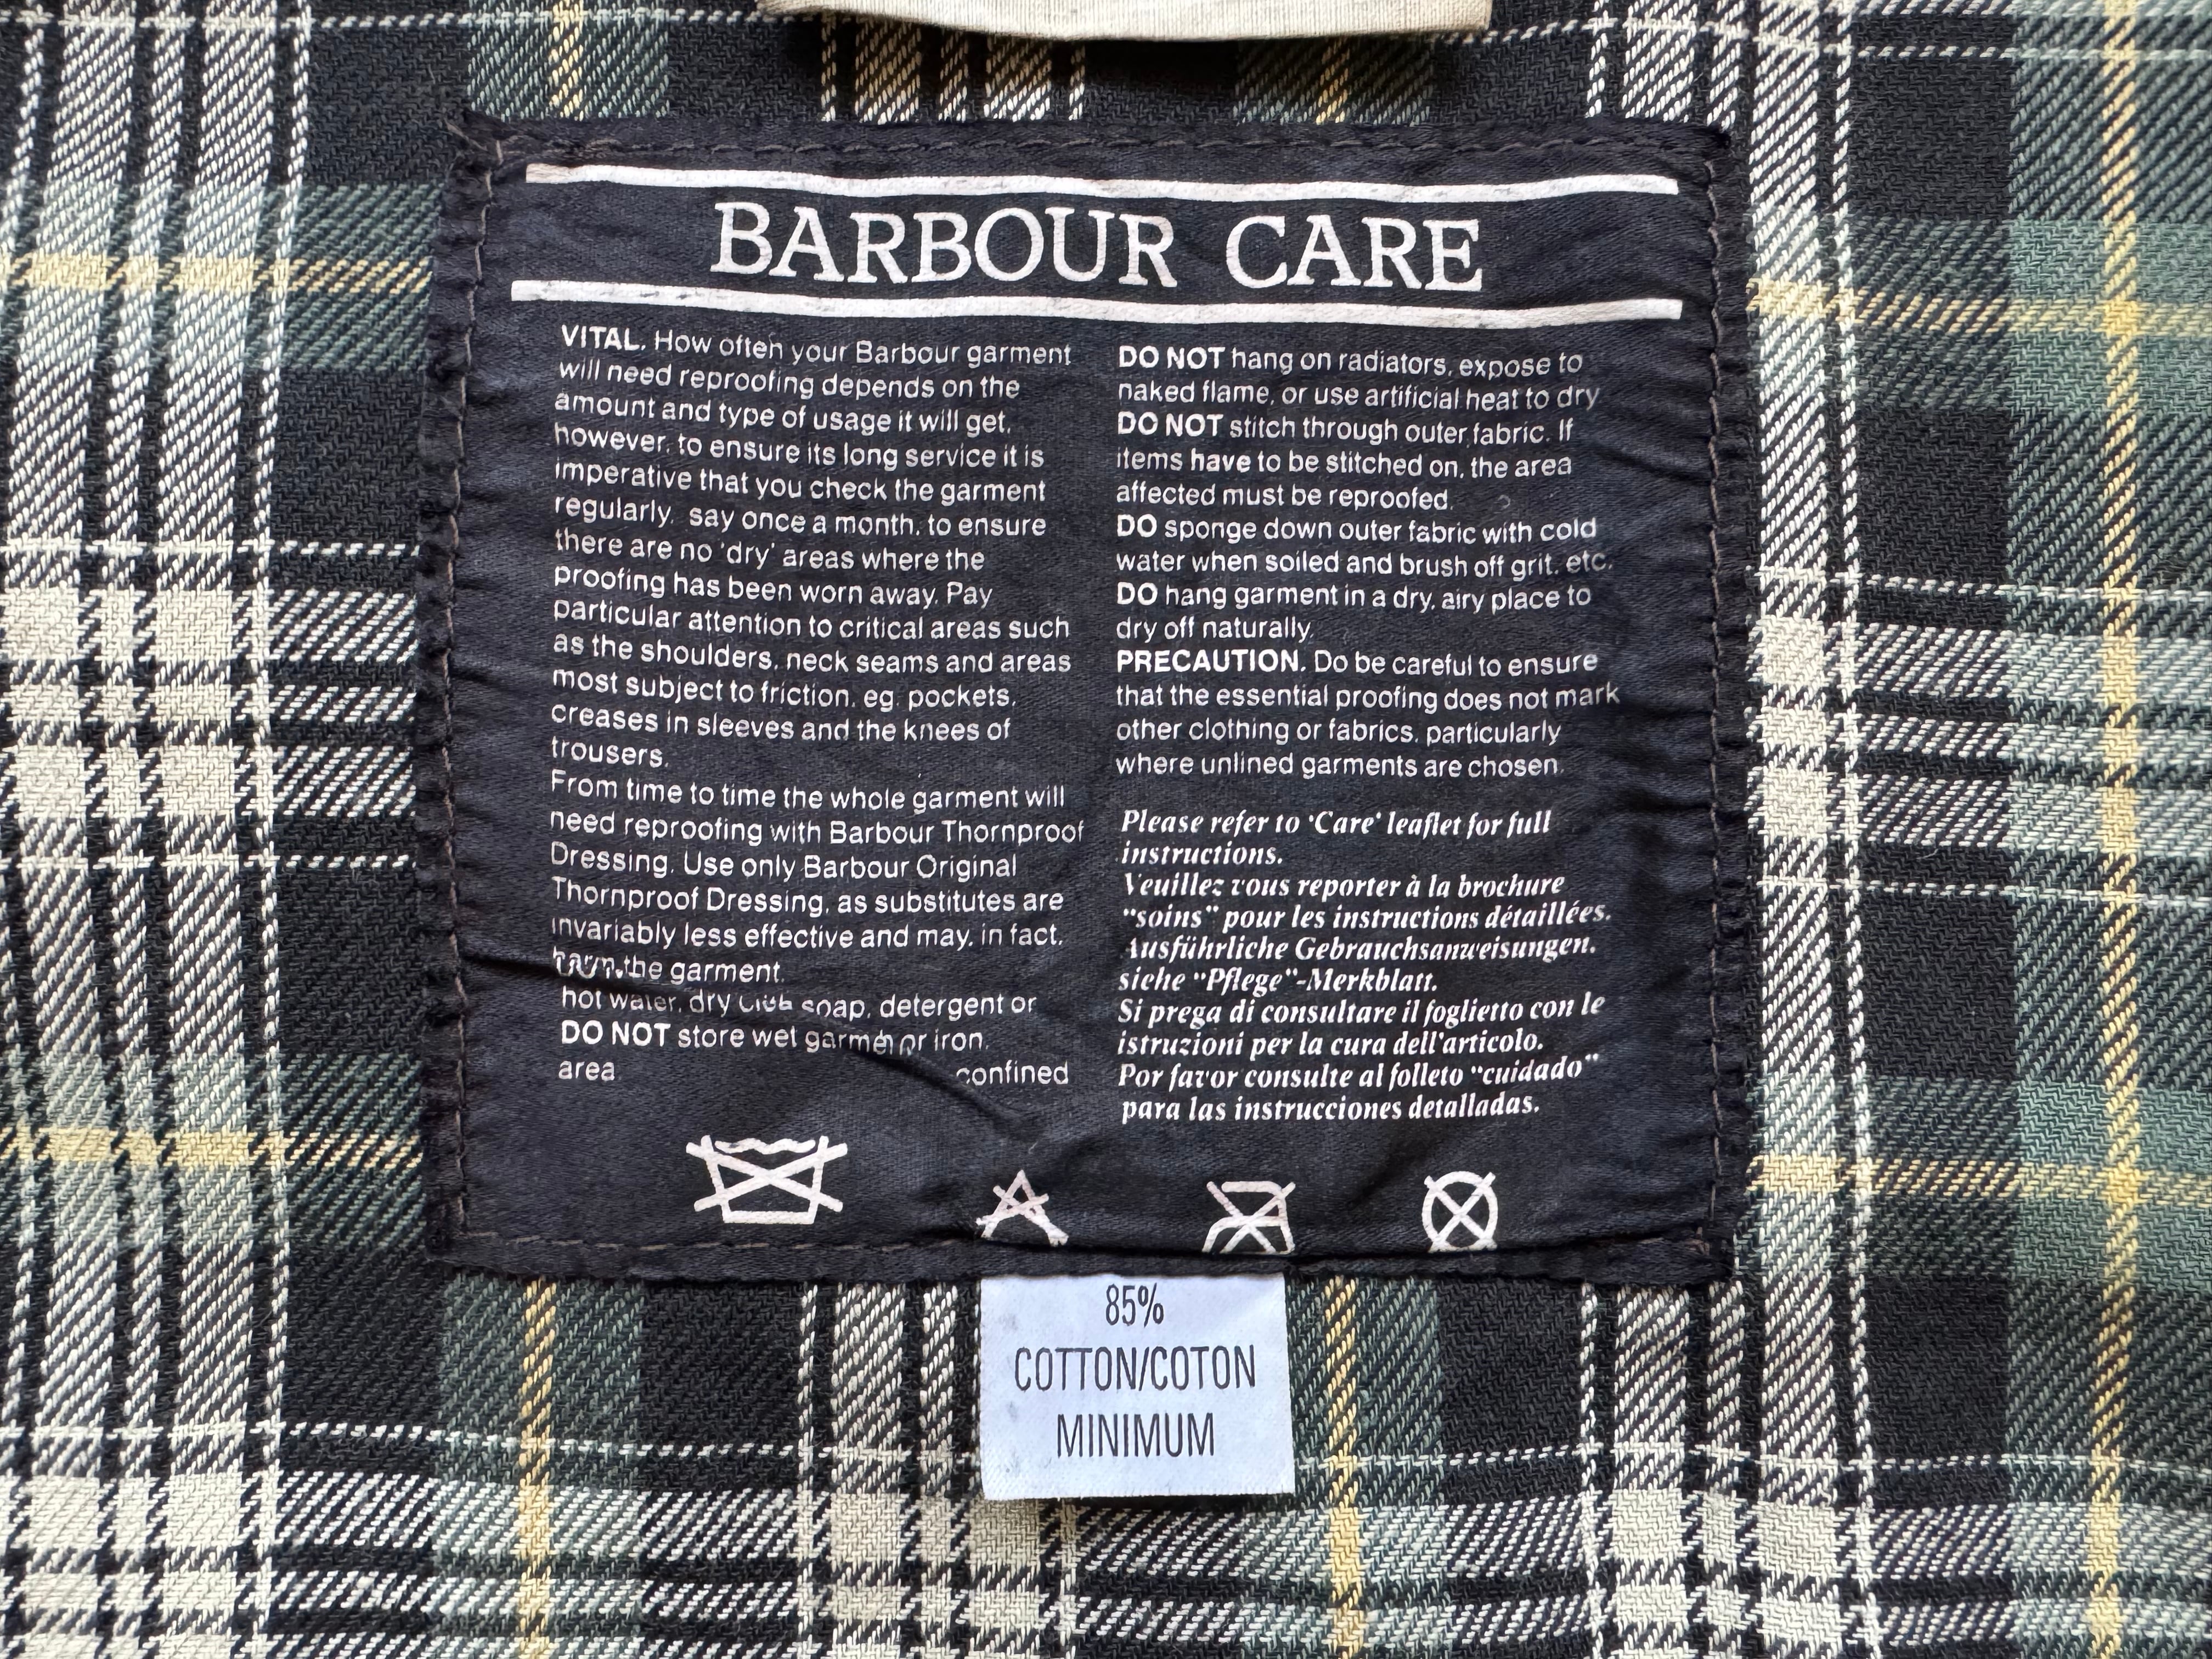 BARBOUR CARE
VITAL. How often your Barbour garment
will need reproofing depends on the
amount and type of usage it will get,
however, to ensure its long service it is
imperative that you check the garment
regularly, say once a month, to ensure
there are no 'dry' areas where the
proofing has been worn away. Pay
particular attention to critical areas such
as the shoulders, neck seams and areas
most subject to friction, eg. pockets,
creases in sleeves and the knees of
trousers.
From time to time the whole garment will
need reproofing with Barbour Thornproof
Dressing. Use only Barbour Original
Thornproof Dressing, as substitutes are
invariably less effective and may, in fact,
harm the garment.
hot water, dry soap, detergent or
DO NOT store wet or iron.
area confined
DO NOT hang on radiators, expose to
naked flame, or use artificial heat to dry
DO NOT stitch through outer fabric. If
items have to be stitched on, the area
affected must be reproofed.
DO sponge down outer fabric with cold
water when soiled and brush off grit, etc.
DO hang garment in a dry, airy place to
dry off naturally.
PRECAUTION. Do be careful to ensure
that the essential proofing does not mark
other clothing or fabrics, particularly
where unlined garments are chosen.
Please refer to 'Care' leaflet for full
instructions.
Veuillez vous reporter à la brochure
"soins" pour les instructions détaillées.
Ausführliche Gebrauchsanweisungen.
siehe "Pflege"-Merkblatt.
Si prega di consultare il foglietto con le
istruzioni per la cura dell'articolo.
Por favor consulte al folleto "cuidado"
para las instrucciones detalladas.
85%
COTTON/COTON
MINIMUM